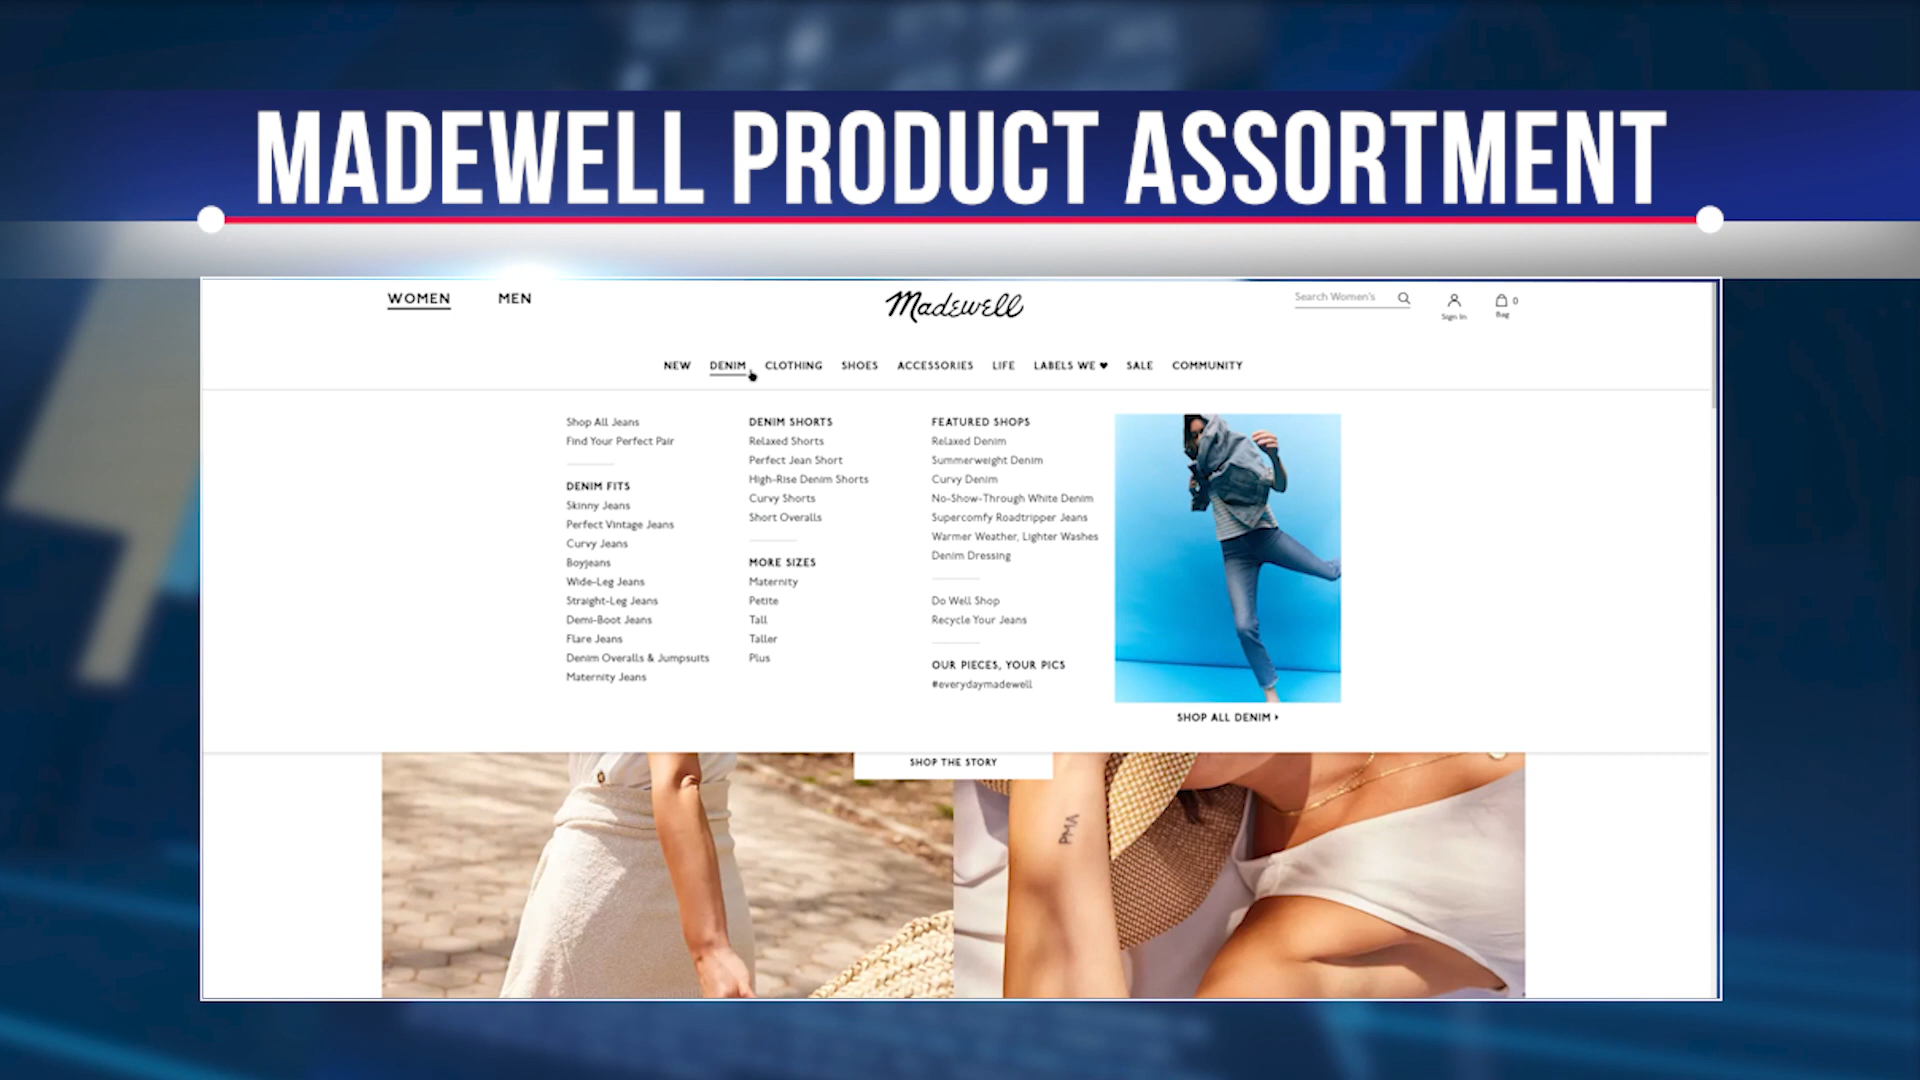 MADEWELL PRODUCT ASSORTMENT
WOMEN MEN Madewell Search Women's Sign In Bag 0
NEW DENIM CLOTHING SHOES ACCESSORIES LIFE LABELS WE ♥ SALE COMMUNITY
Shop All Jeans
Find Your Perfect Pair
DENIM FITS
Skinny Jeans
Perfect Vintage Jeans
Curvy Jeans
Boyjeans
Wide-Leg Jeans
Straight-Leg Jeans
Demi-Boot Jeans
Flare Jeans
Denim Overalls & Jumpsuits
Maternity Jeans
DENIM SHORTS
Relaxed Shorts
Perfect Jean Short
High-Rise Denim Shorts
Curvy Shorts
Short Overalls
MORE SIZES
Maternity
Petite
Tall
Taller
Plus
FEATURED SHOPS
Relaxed Denim
Summerweight Denim
Curvy Denim
No-Show-Through White Denim
Supercomfy Roadtripper Jeans
Warmer Weather, Lighter Washes
Denim Dressing
Do Well Shop
Recycle Your Jeans
OUR PIECES, YOUR PICS
#everydaymadewell
SHOP ALL DENIM ›
SHOP THE STORY
PMA